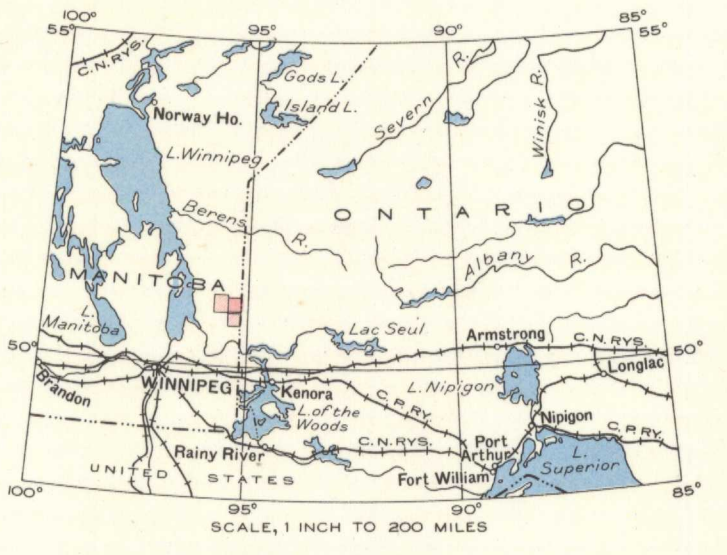 100°
95°
85°
55°
55°
C.N.RYS.
Gods L.
Island L.
Norway Ho.
L.Winnipeg
Severn R.
Winisk R.
Berens R.
ONTARIO
Albany R.
MANITOBA
L. Manitoba
Lac Seul
Armstrong
C.N.RYS.
50°
50°
Longlac
Brandon
WINNIPEG
Kenora
L. Nipigon
C.P.RY.
L.of the
Woods
Nipigon
C.P.RY.
Rainy River
C.N.RYS.
Port
Arthur
L.
Superior
Fort William
UNITED STATES
100°
95°
90°
85°
SCALE, 1 INCH TO 200 MILES